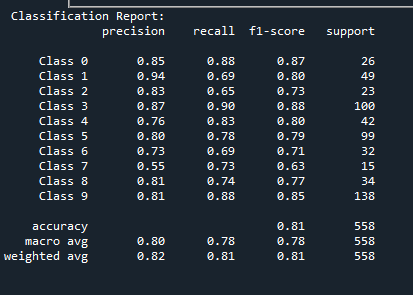 Classification Report:
precision recall f1-score support
Class 0 0.85 0.88 0.87 26
Class 1 0.94 0.69 0.80 49
Class 2 0.83 0.65 0.73 23
Class 3 0.87 0.90 0.88 100
Class 4 0.76 0.83 0.80 42
Class 5 0.80 0.78 0.79 99
Class 6 0.73 0.69 0.71 32
Class 7 0.55 0.73 0.63 15
Class 8 0.81 0.74 0.77 34
Class 9 0.81 0.88 0.85 138
accuracy 0.81 558
macro avg 0.80 0.78 0.78 558
weighted avg 0.82 0.81 0.81 558